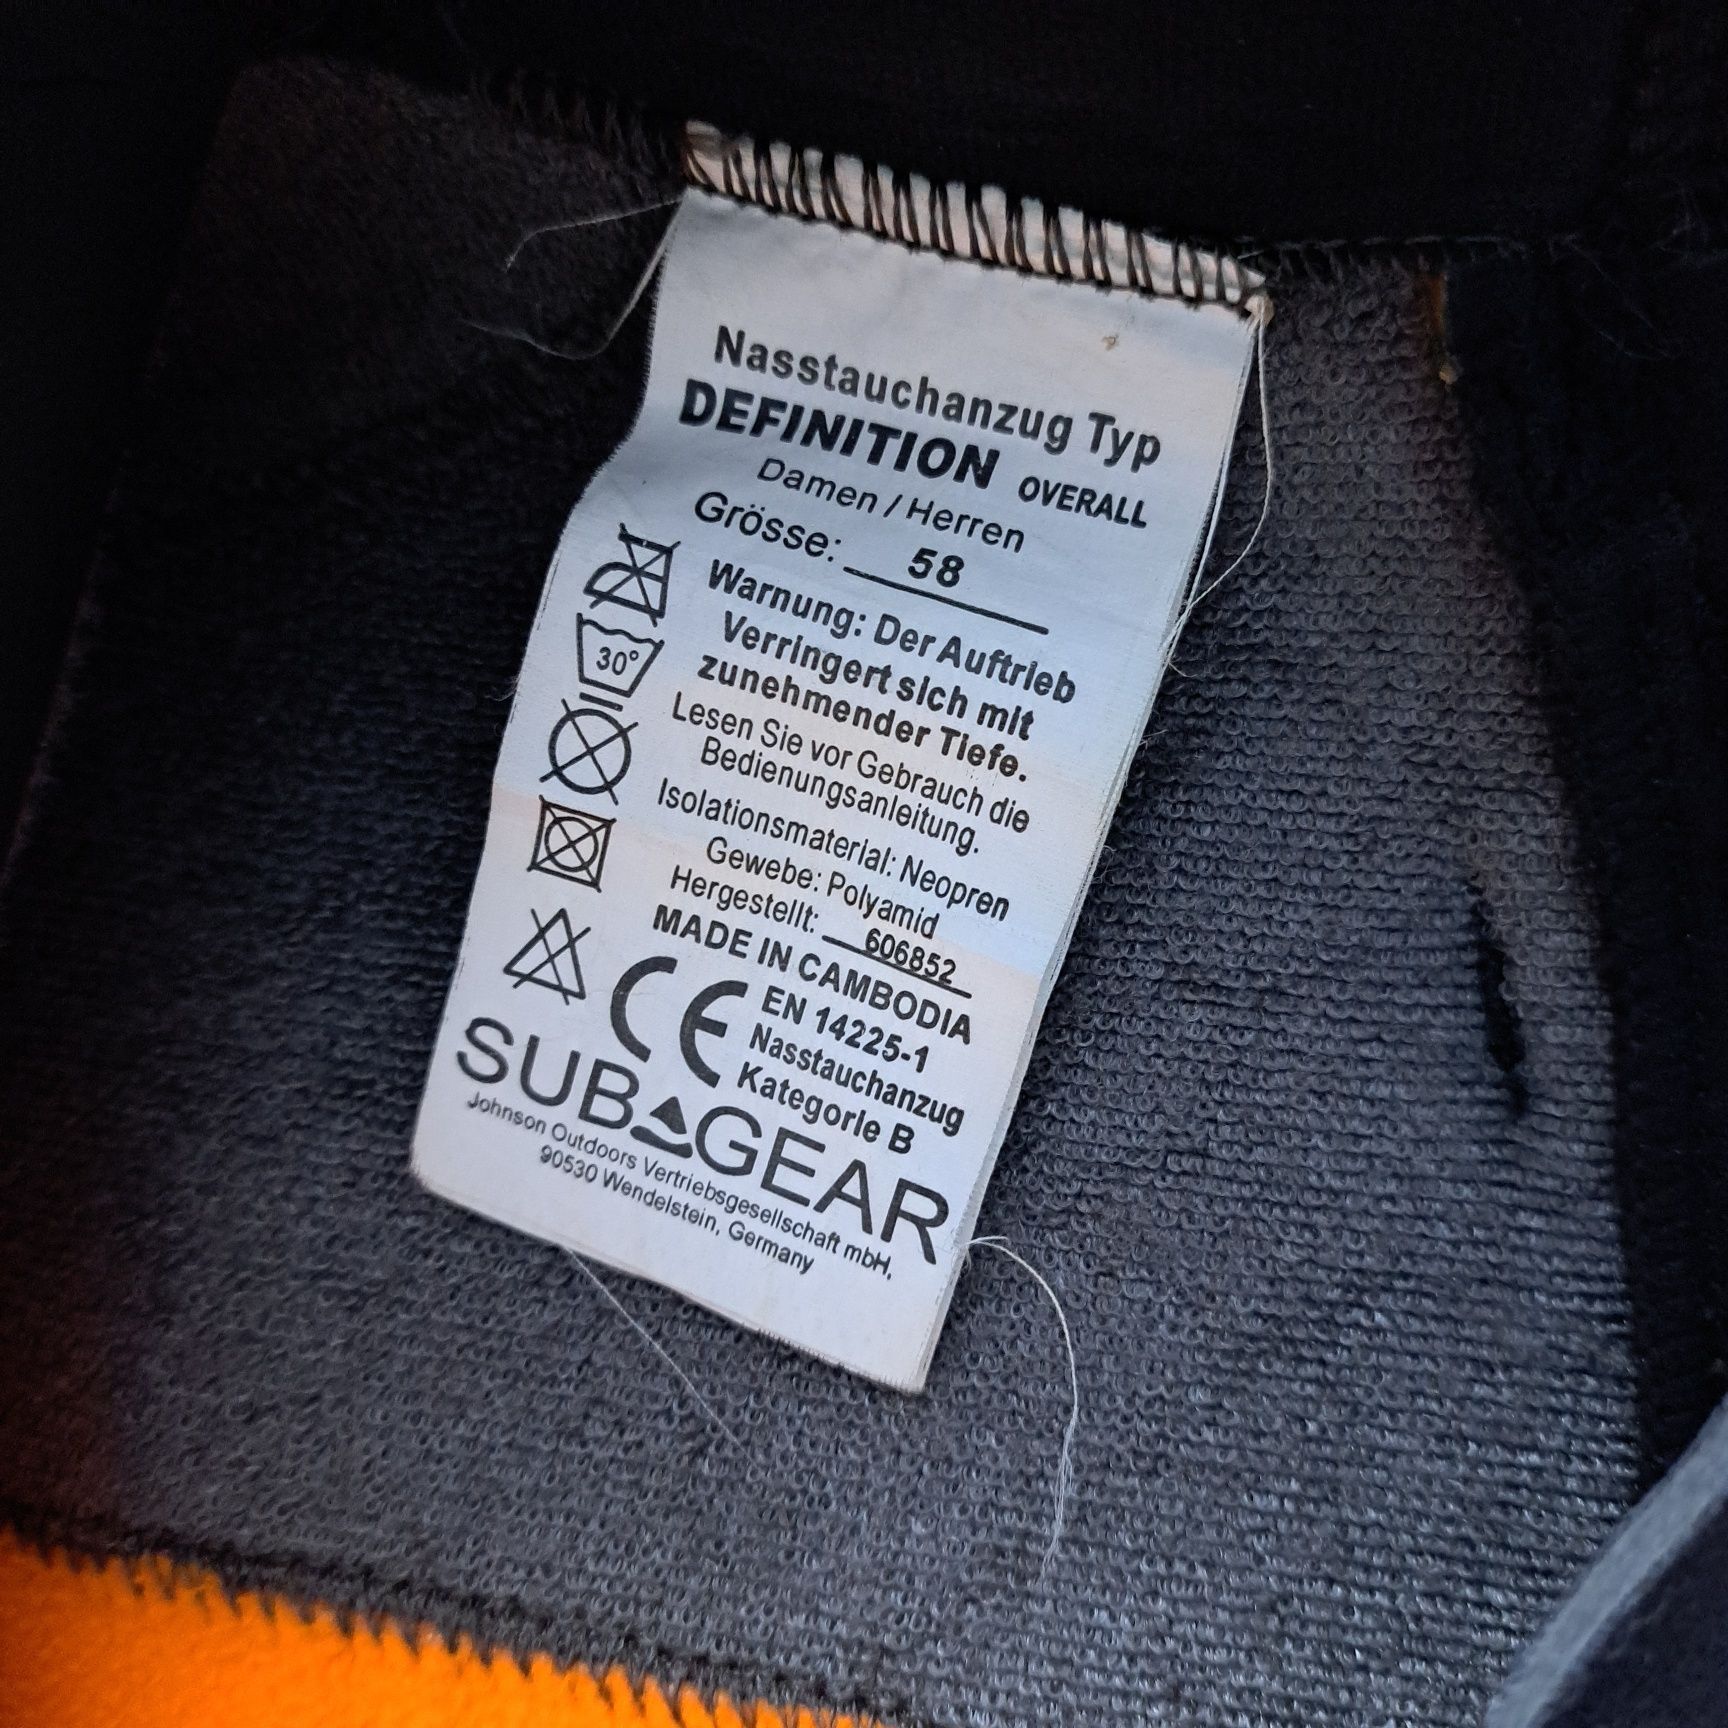 Nasstauchanzug Typ
DEFINITION OVERALL
Damen / Herren
Grösse: 58
Warnung: Der Auftrieb
Verringert sich mit
zunehmender Tiefe.
Lesen Sie vor Gebrauch die
Bedienungsanleitung.
Isolationsmaterial: Neopren
Gewebe: Polyamid
Hergestellt: 606852
MADE IN CAMBODIA
30°
CE EN 14225-1
Nasstauchanzug
Kategorie B
SUBGEAR
Johnson Outdoors Vertriebsgesellschaft mbH,
90530 Wendelstein, Germany